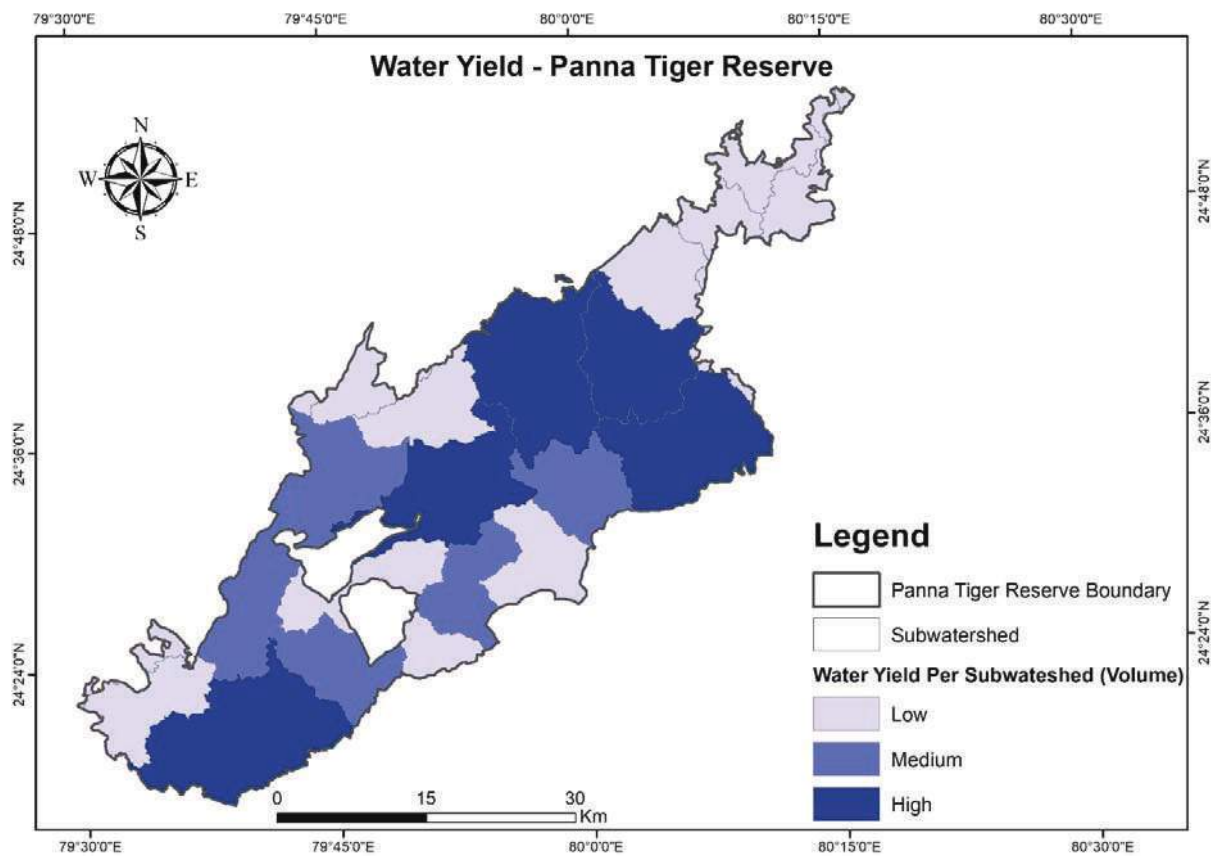 79°30'0"E 79°45'0"E 80°0'0"E 80°15'0"E 80°30'0"E
Water Yield - Panna Tiger Reserve
N
W E
S
24°48'0"N 24°48'0"N
24°36'0"N 24°36'0"N
24°24'0"N 24°24'0"N
Legend
Panna Tiger Reserve Boundary
Subwatershed
Water Yield Per Subwateshed (Volume)
Low
Medium
High
0 15 30
Km
79°30'0"E 79°45'0"E 80°0'0"E 80°15'0"E 80°30'0"E